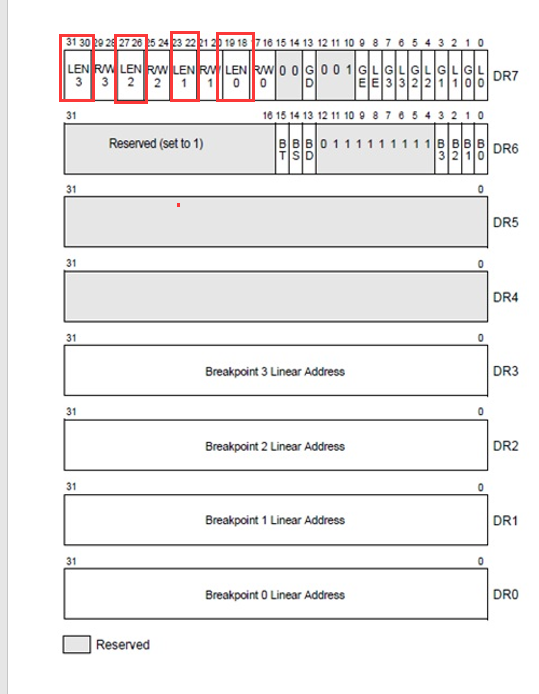 31 30 29 28 27 26 25 24 23 22 21 20 19 18 17 16 15 14 13 12 11 10 9 8 7 6 5 4 3 2 1 0
LEN 3 R/W 3 LEN 2 R/W 2 LEN 1 R/W 1 LEN 0 R/W 0 0 0 G D 0 0 1 G E L E G 3 L 3 G 2 L 2 G 1 L 1 G 0 L 0 DR7
31 16 15 14 13 12 11 10 9 8 7 6 5 4 3 2 1 0
Reserved (set to 1) B T B S B D 0 1 1 1 1 1 1 1 1 B 3 B 2 B 1 B 0 DR6
31 0
DR5
31 0
DR4
31 0
Breakpoint 3 Linear Address DR3
31 0
Breakpoint 2 Linear Address DR2
31 0
Breakpoint 1 Linear Address DR1
31 0
Breakpoint 0 Linear Address DR0
Reserved